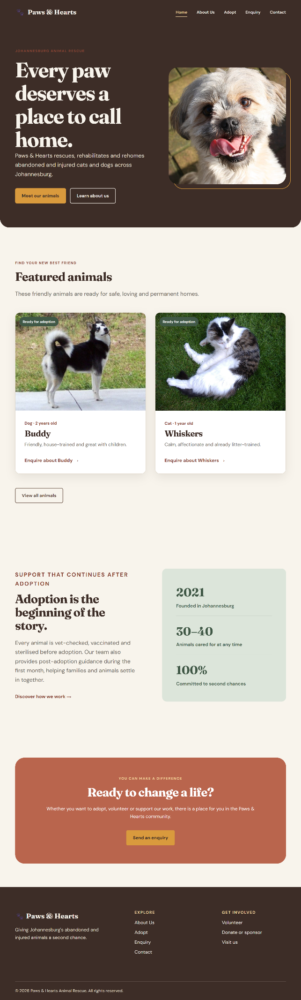 Paws & Hearts
Home
About Us
Adopt
Enquiry
Contact
JOHANNESBURG ANIMAL RESCUE
Every paw
deserves a
place to call
home.
Paws & Hearts rescues, rehabilitates and rehomes
abandoned and injured cats and dogs across
Johannesburg.
Meet our animals
Learn about us
FIND YOUR NEW BEST FRIEND
Featured animals
These friendly animals are ready for safe, loving and permanent homes.
Ready for adoption
Dog · 2 years old
Buddy
Friendly, house-trained and great with children.
Enquire about Buddy →
Ready for adoption
Cat · 1 year old
Whiskers
Calm, affectionate and already litter-trained.
Enquire about Whiskers →
View all animals
SUPPORT THAT CONTINUES AFTER
ADOPTION
Adoption is the
beginning of the
story.
Every animal is vet-checked, vaccinated and
sterilised before adoption. Our team also
provides post-adoption guidance during the
first month, helping families and animals settle
in together.
Discover how we work →
2021
Founded in Johannesburg
30–40
Animals cared for at any time
100%
Committed to second chances
YOU CAN MAKE A DIFFERENCE
Ready to change a life?
Whether you want to adopt, volunteer or support our work, there is a place for you in the Paws &
Hearts community.
Send an enquiry
Paws & Hearts
Giving Johannesburg's abandoned and
injured animals a second chance.
EXPLORE
About Us
Adopt
Enquiry
Contact
GET INVOLVED
Volunteer
Donate or sponsor
Visit us
© 2026 Paws & Hearts Animal Rescue. All rights reserved.